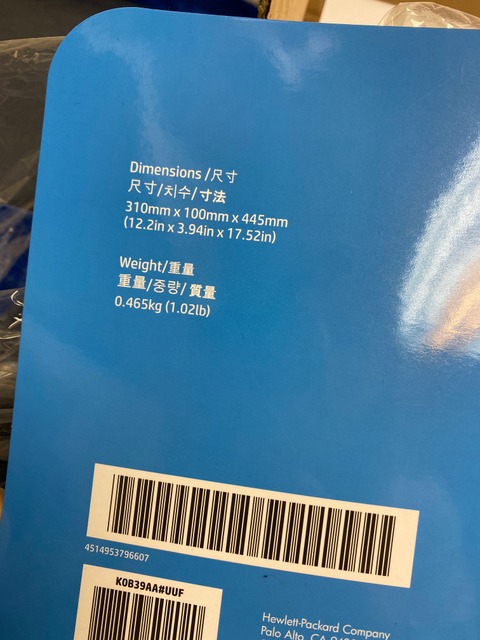 Dimensions /尺寸
尺寸/치수/寸法
310mm x 100mm x 445mm
(12.2in x 3.94in x 17.52in)
Weight/重量
重量/중량/質量
0.465kg (1.02lb)
4514953796607
K0B39AA#UUF
Hewlett-Packard Company
Palo Alto, CA